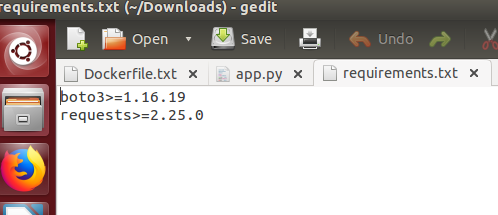 requirements.txt (~/Downloads) - gedit
Open Save Undo
Dockerfile.txt app.py requirements.txt
boto3>=1.16.19
requests>=2.25.0